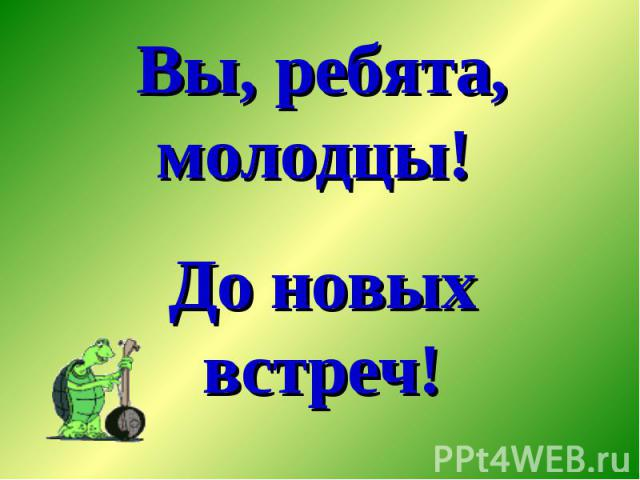 Вы, ребята,
молодцы!
До новых
встреч!
PPt4WEB.ru